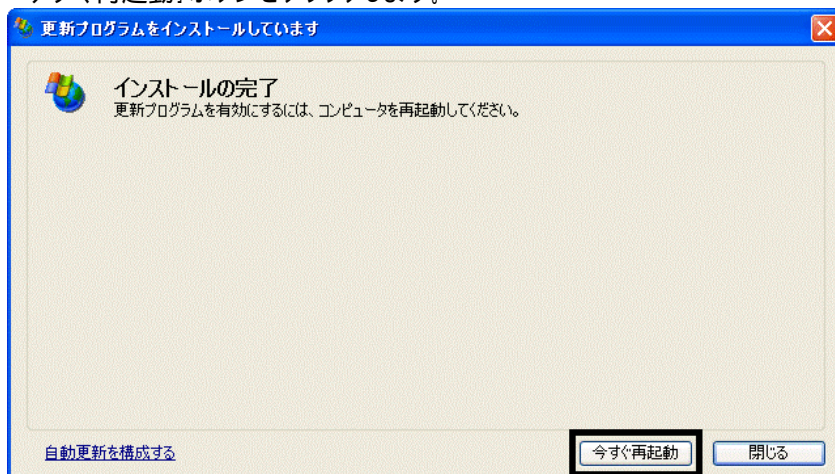 更新プログラムをインストールしています
インストールの完了
更新プログラムを有効にするには、コンピュータを再起動してください。
自動更新を構成する
今すぐ再起動
閉じる